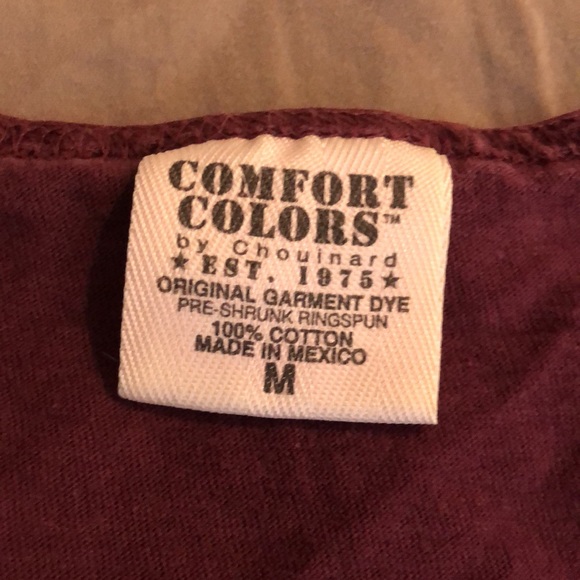 COMFORT
COLORS™
by Chouinard
★ EST. 1975 ★
ORIGINAL GARMENT DYE
PRE-SHRUNK RINGSPUN
100% COTTON
MADE IN MEXICO
M